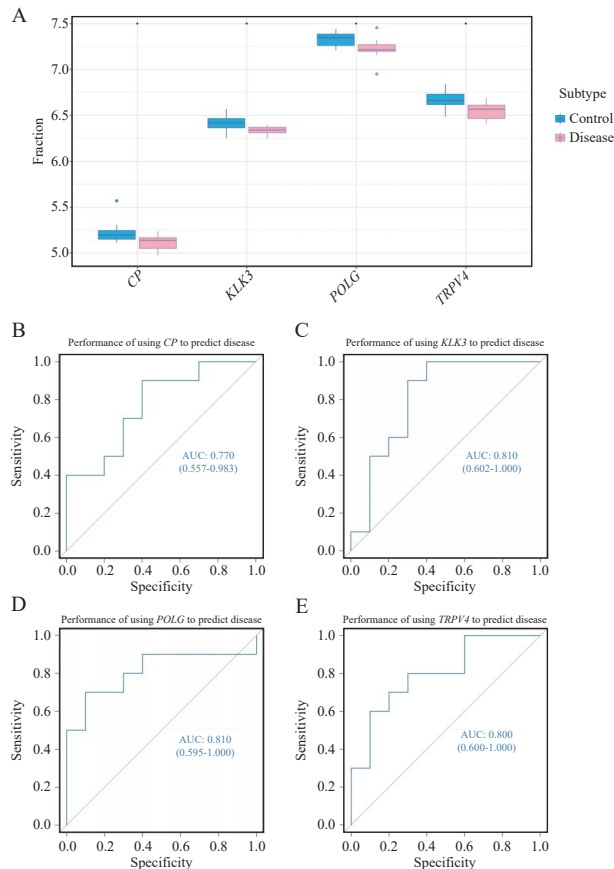 A
7.5
7.0
6.5
6.0
5.5
5.0
Fraction
CP
KLK3
POLG
TRPV4
Subtype
Control
Disease
B
Performance of using CP to predict disease
1.0
0.8
0.6
0.4
0.2
0.0
Sensitivity
AUC: 0.770
(0.557-0.983)
0.0 0.2 0.4 0.6 0.8 1.0
Specificity
C
Performance of using KLK3 to predict disease
1.0
0.8
0.6
0.4
0.2
0.0
Sensitivity
AUC: 0.810
(0.602-1.000)
0.0 0.2 0.4 0.6 0.8 1.0
Specificity
D
Performance of using POLG to predict disease
1.0
0.8
0.6
0.4
0.2
0.0
Sensitivity
AUC: 0.810
(0.595-1.000)
0.0 0.2 0.4 0.6 0.8 1.0
Specificity
E
Performance of using TRPV4 to predict disease
1.0
0.8
0.6
0.4
0.2
0.0
Sensitivity
AUC: 0.800
(0.600-1.000)
0.0 0.2 0.4 0.6 0.8 1.0
Specificity